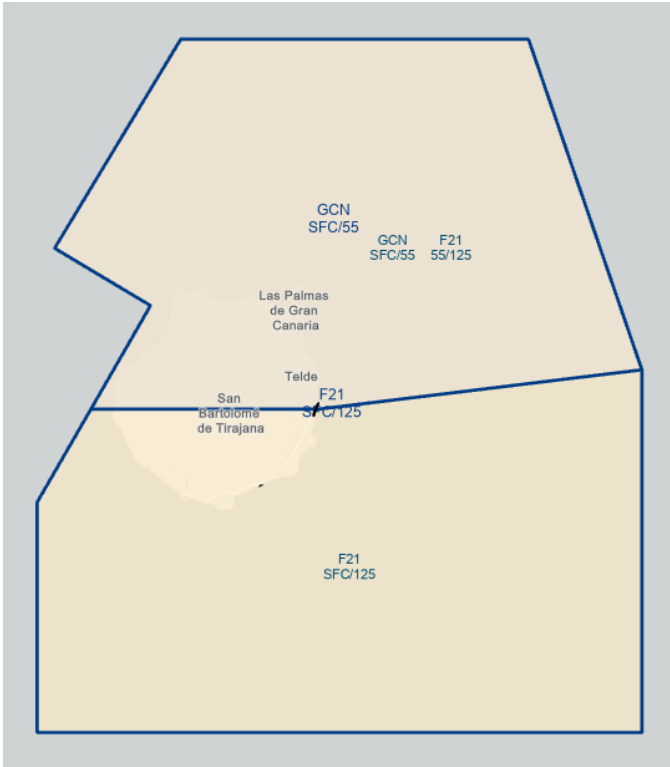 GCN
SFC/55
GCN
SFC/55
F21
55/125
Las Palmas
de Gran
Canaria
Telde
F21
SFC/125
San
Bartolomé
de Tirajana
F21
SFC/125